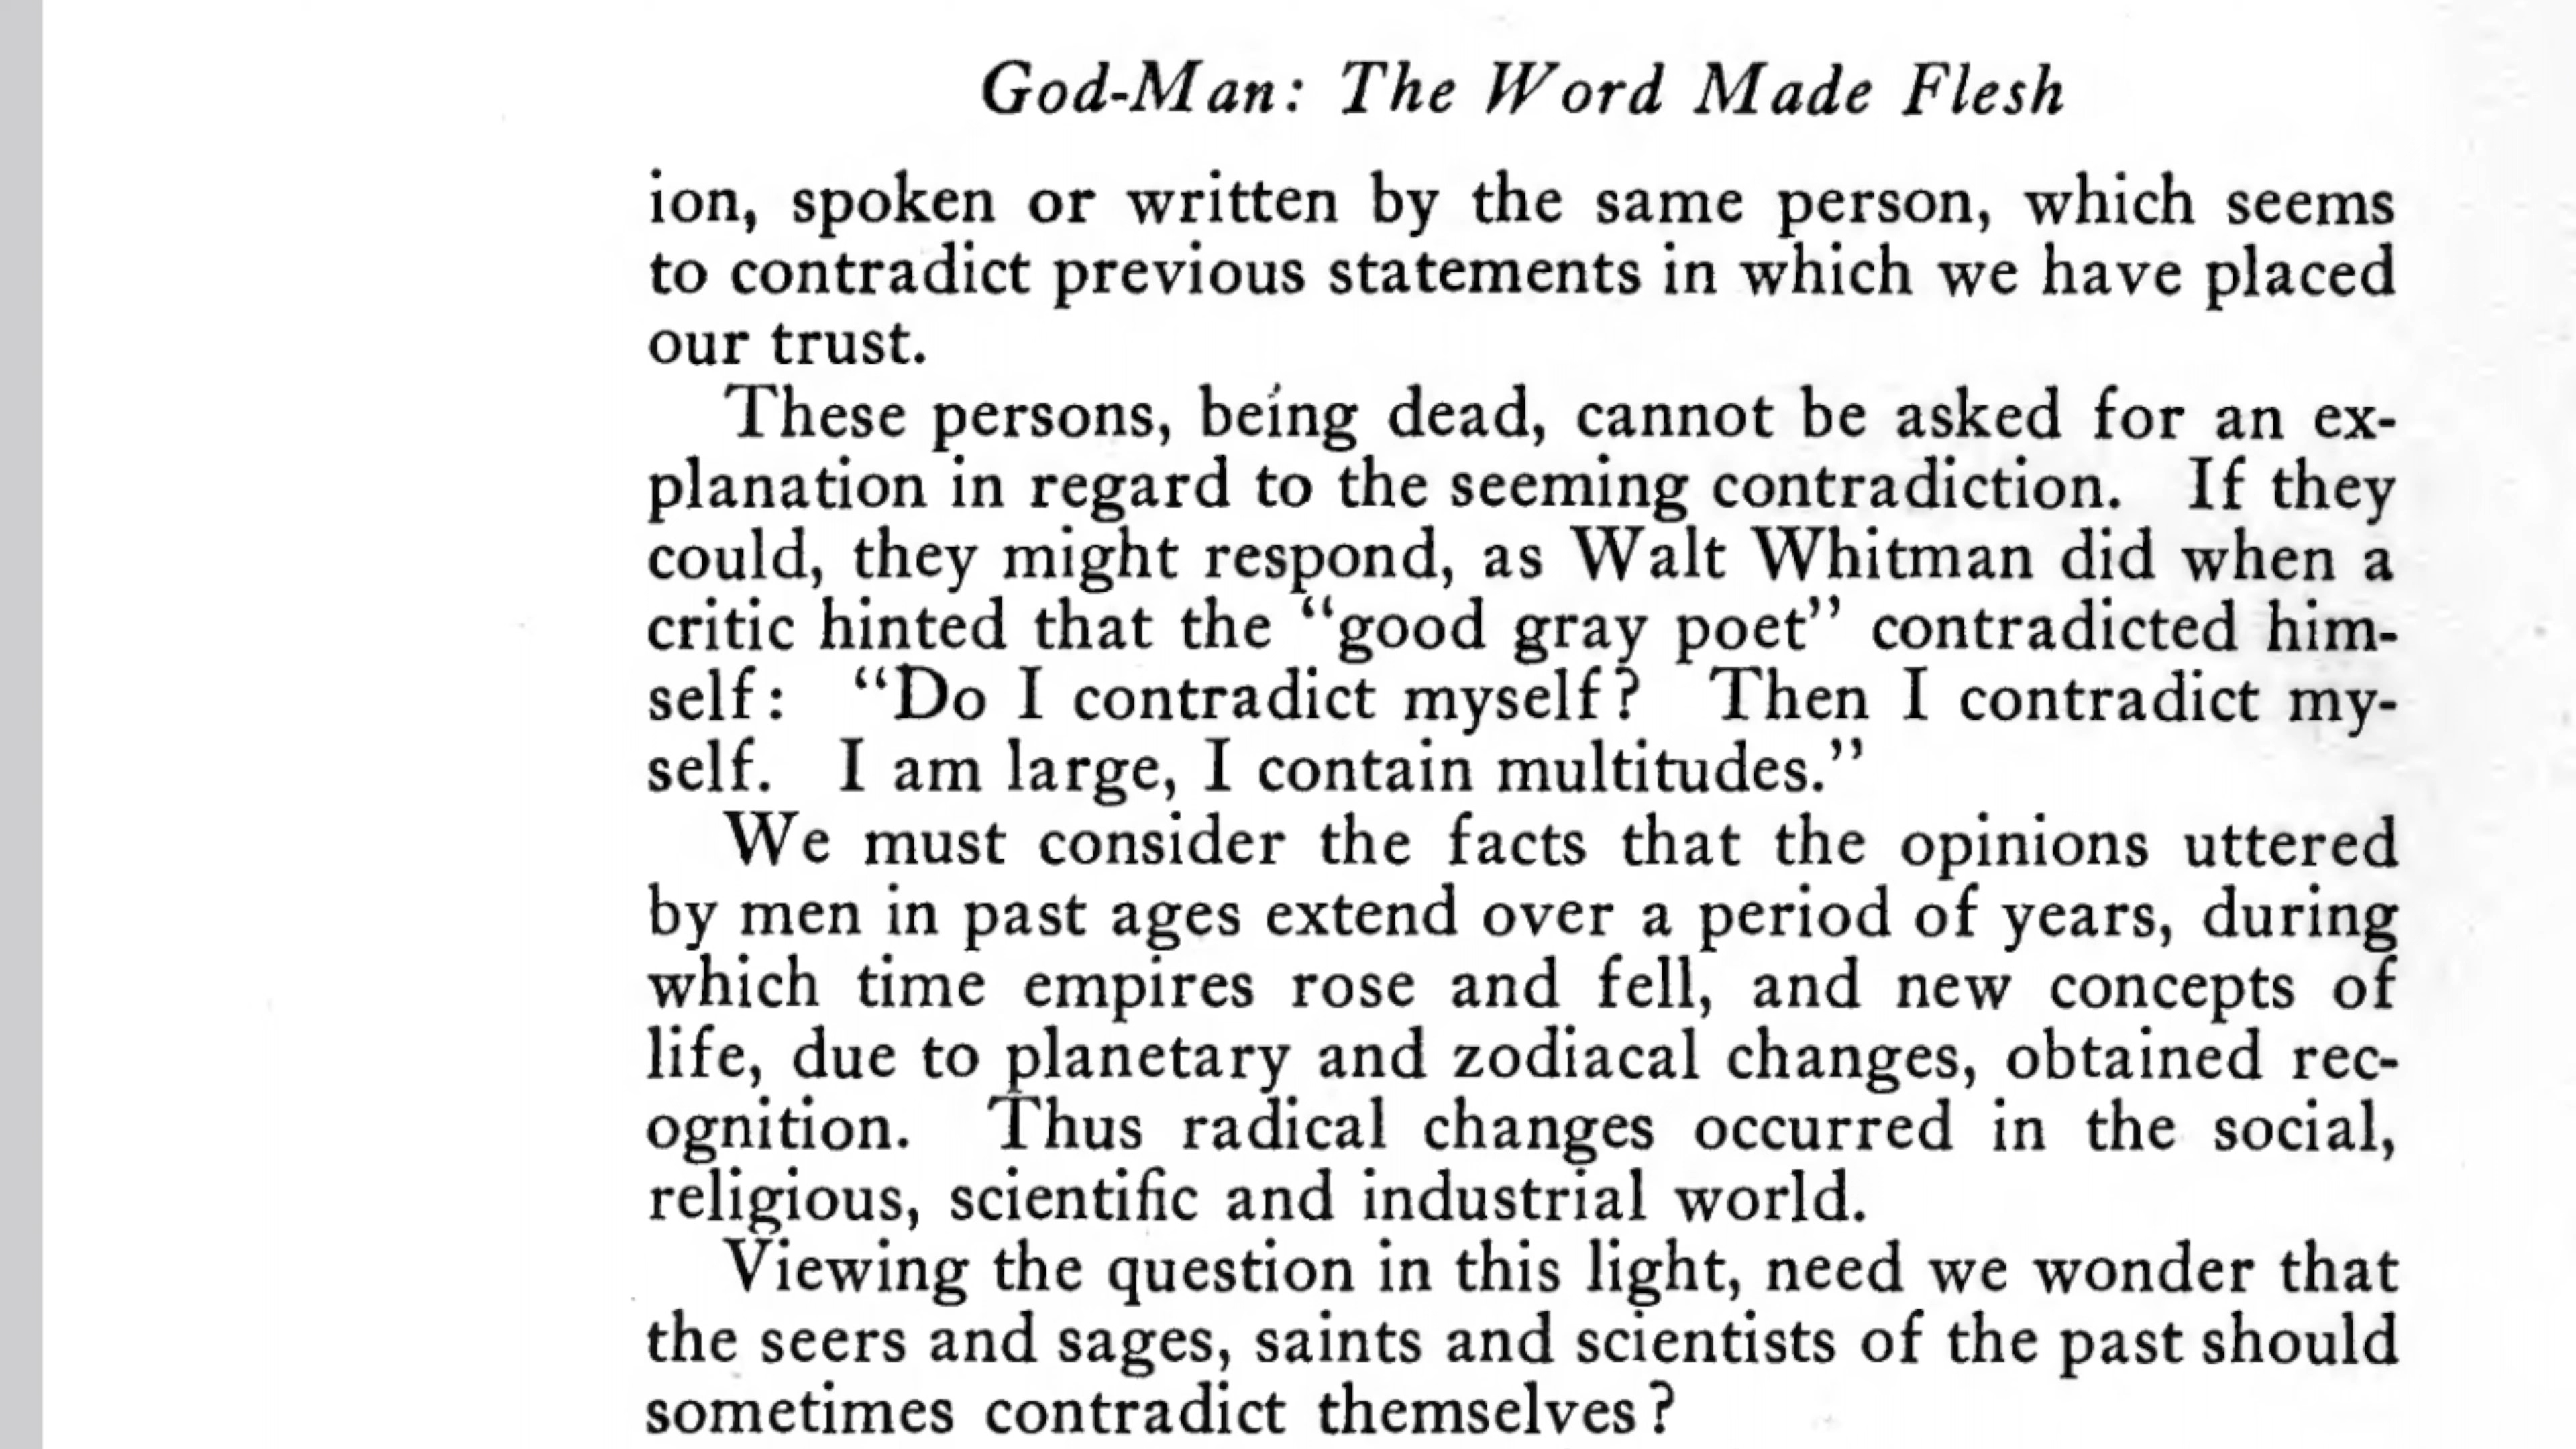 God-Man: The Word Made Flesh
ion, spoken or written by the same person, which seems
to contradict previous statements in which we have placed
our trust.
These persons, being dead, cannot be asked for an ex-
planation in regard to the seeming contradiction. If they
could, they might respond, as Walt Whitman did when a
critic hinted that the “good gray poet” contradicted him-
self: “Do I contradict myself? Then I contradict my-
self. I am large, I contain multitudes.”
We must consider the facts that the opinions uttered
by men in past ages extend over a period of years, during
which time empires rose and fell, and new concepts of
life, due to planetary and zodiacal changes, obtained rec-
ognition. Thus radical changes occurred in the social,
religious, scientific and industrial world.
Viewing the question in this light, need we wonder that
the seers and sages, saints and scientists of the past should
sometimes contradict themselves?